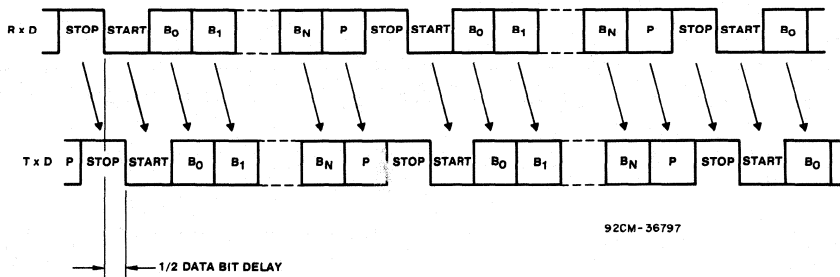 R x D STOP START B0 B1 BN P STOP START B0 B1 BN P STOP START B0
T x D P STOP START B0 B1 BN P STOP START B0 B1 BN P STOP START B0
92CM-36797
1/2 DATA BIT DELAY